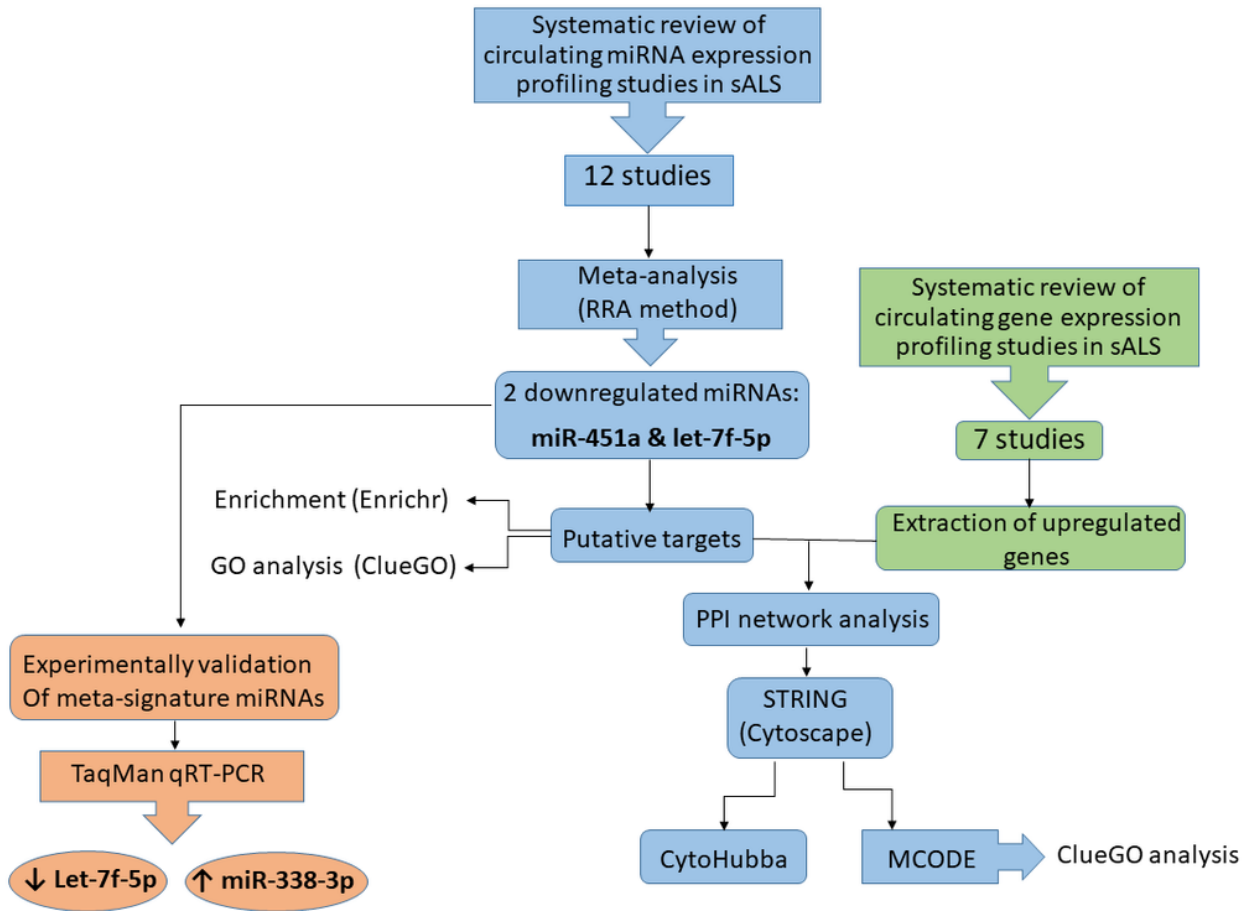 Systematic review of
circulating miRNA expression
profiling studies in sALS
12 studies
Meta-analysis
(RRA method)
Systematic review of
circulating gene expression
profiling studies in sALS
2 downregulated miRNAs:
miR-451a & let-7f-5p
7 studies
Enrichment (Enrichr)
GO analysis (ClueGO)
Putative targets
Extraction of upregulated
genes
PPI network analysis
Experimentally validation
Of meta-signature miRNAs
STRING
(Cytoscape)
TaqMan qRT-PCR
↓ Let-7f-5p
↑ miR-338-3p
CytoHubba
MCODE
ClueGO analysis